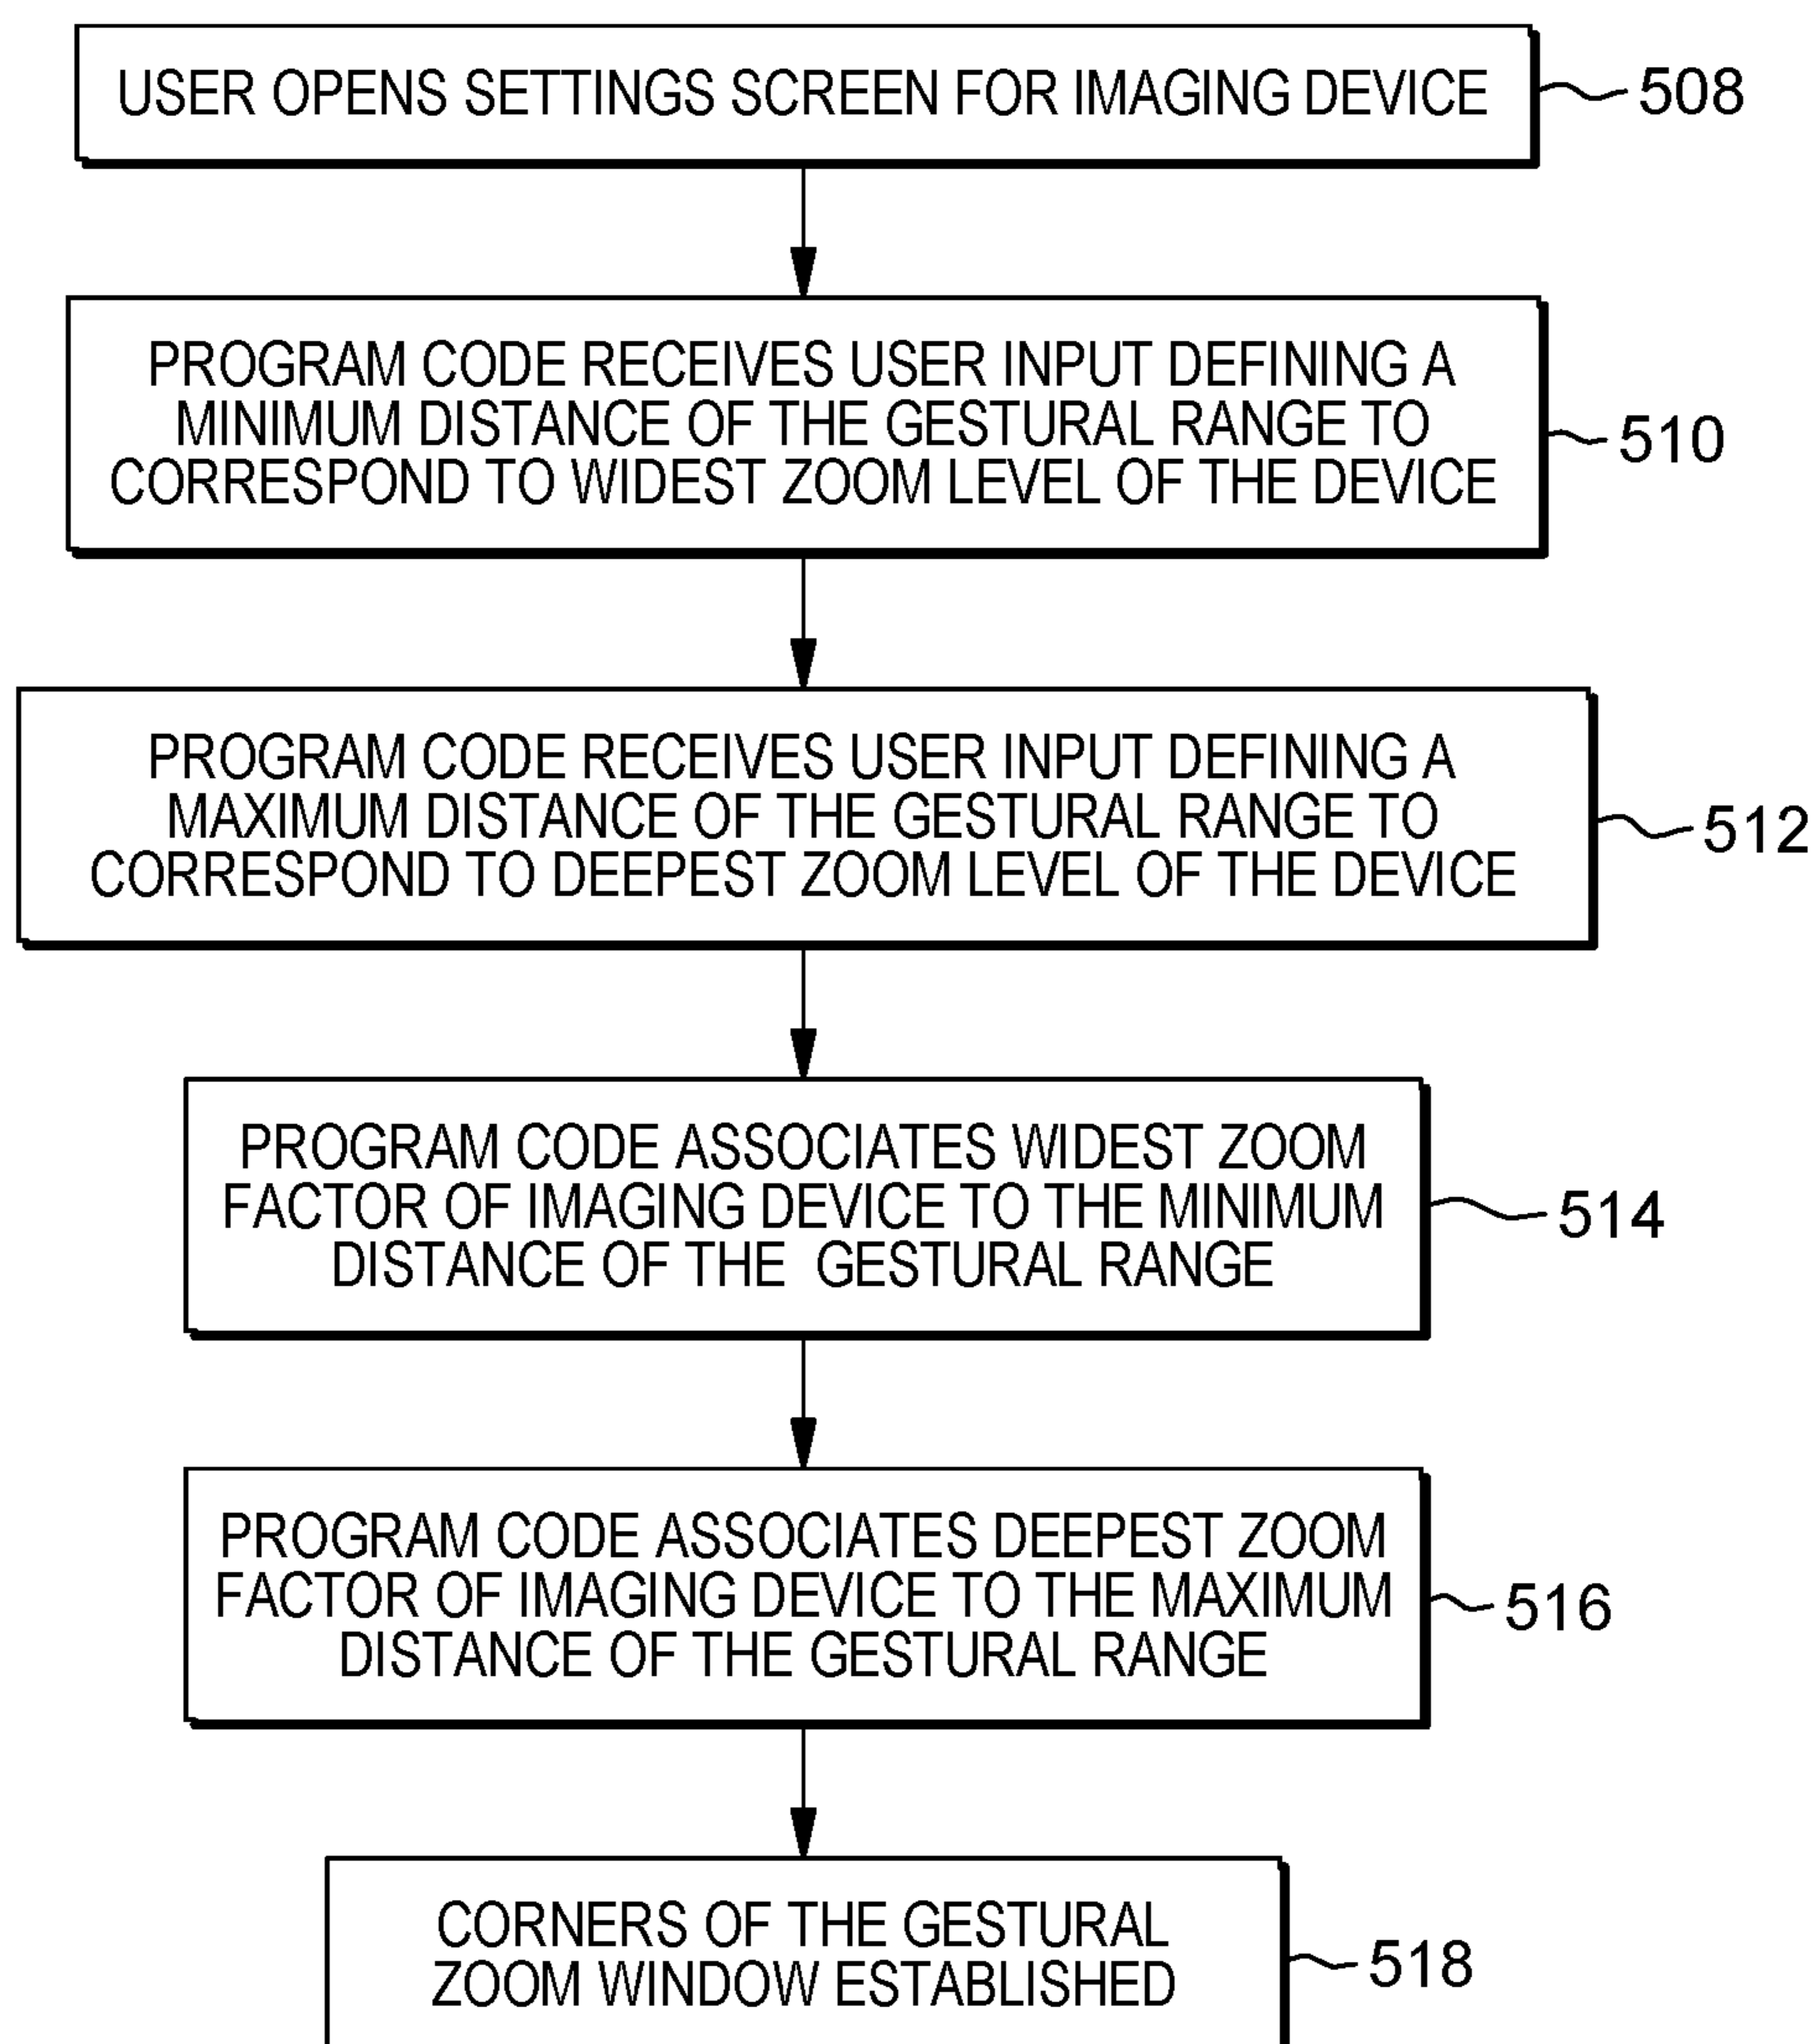 USER OPENS SETTINGS SCREEN FOR IMAGING DEVICE
508
PROGRAM CODE RECEIVES USER INPUT DEFINING A
MINIMUM DISTANCE OF THE GESTURAL RANGE TO
CORRESPOND TO WIDEST ZOOM LEVEL OF THE DEVICE
510
PROGRAM CODE RECEIVES USER INPUT DEFINING A
MAXIMUM DISTANCE OF THE GESTURAL RANGE TO
CORRESPOND TO DEEPEST ZOOM LEVEL OF THE DEVICE
512
PROGRAM CODE ASSOCIATES WIDEST ZOOM
FACTOR OF IMAGING DEVICE TO THE MINIMUM
DISTANCE OF THE GESTURAL RANGE
514
PROGRAM CODE ASSOCIATES DEEPEST ZOOM
FACTOR OF IMAGING DEVICE TO THE MAXIMUM
DISTANCE OF THE GESTURAL RANGE
516
CORNERS OF THE GESTURAL
ZOOM WINDOW ESTABLISHED
518